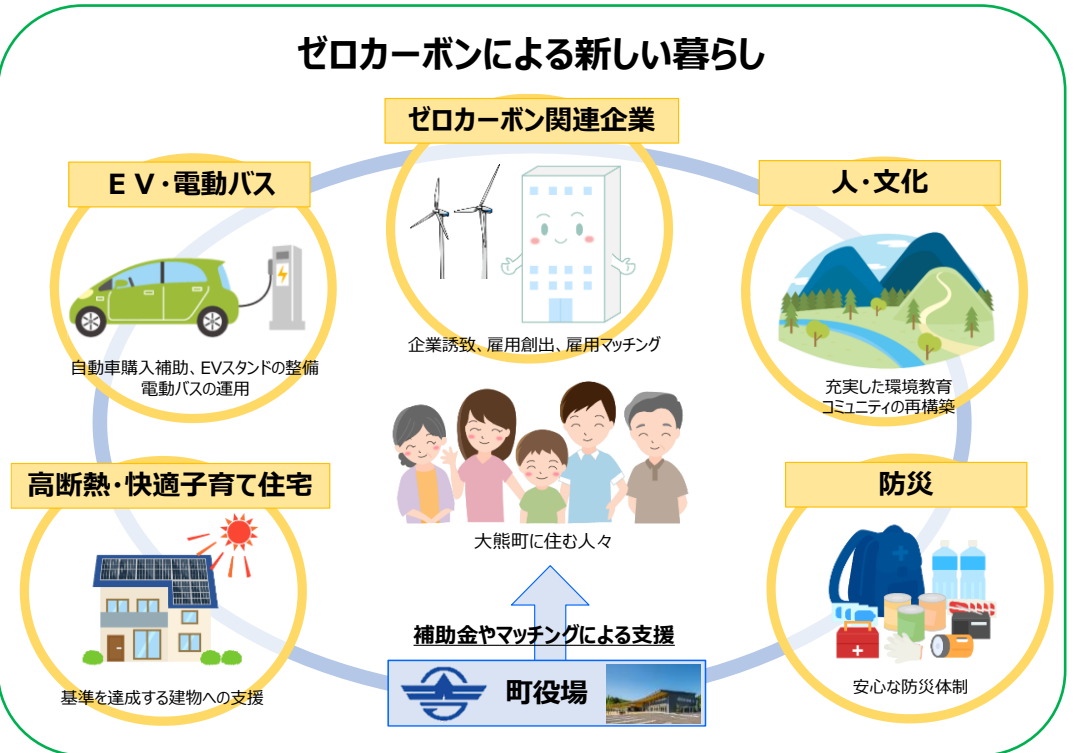 ゼロカーボンによる新しい暮らし
ゼロカーボン関連企業
企業誘致、雇用創出、雇用マッチング
EV・電動バス
自動車購入補助、EVスタンドの整備
電動バスの運用
人・文化
充実した環境教育
コミュニティの再構築
高断熱・快適子育て住宅
基準を達成する建物への支援
大熊町に住む人々
防災
安心な防災体制
補助金やマッチングによる支援
町役場